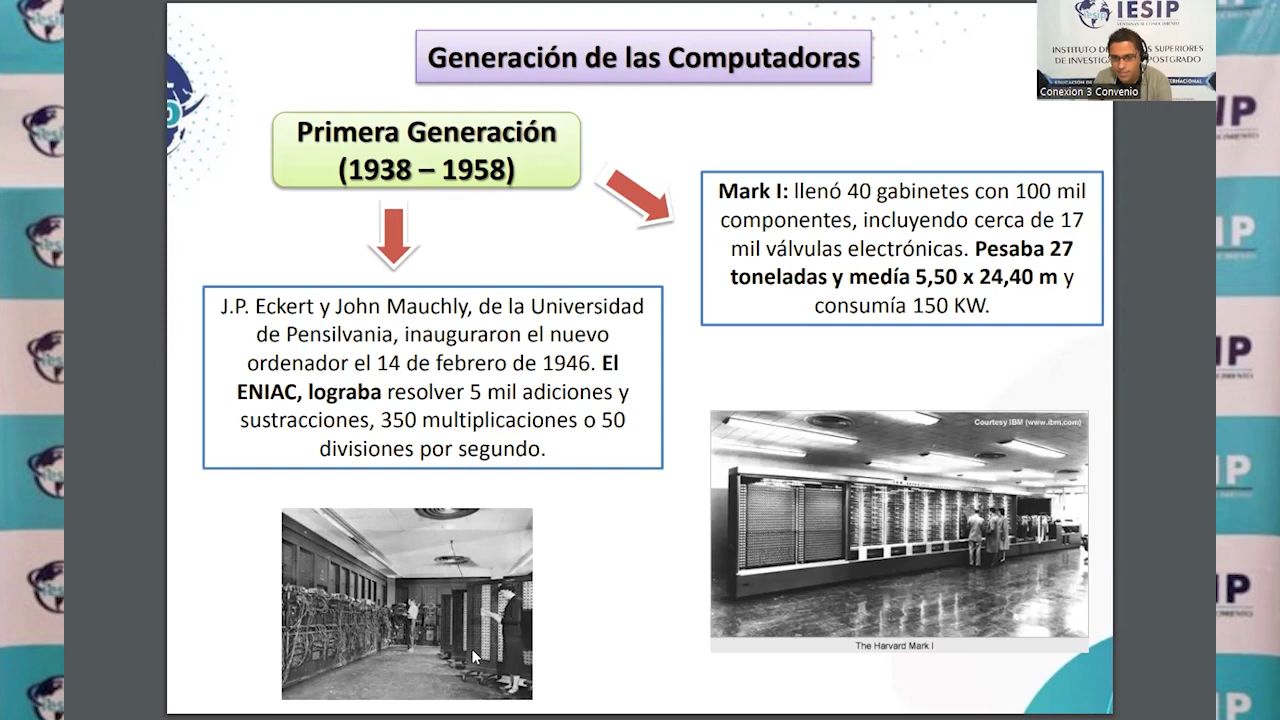 Generación de las Computadoras
Primera Generación
(1938 – 1958)
Mark I: llenó 40 gabinetes con 100 mil
componentes, incluyendo cerca de 17
mil válvulas electrónicas. Pesaba 27
toneladas y medía 5,50 x 24,40 m y
consumía 150 KW.
J.P. Eckert y John Mauchly, de la Universidad
de Pensilvania, inauguraron el nuevo
ordenador el 14 de febrero de 1946. El
ENIAC, lograba resolver 5 mil adiciones y
sustracciones, 350 multiplicaciones o 50
divisiones por segundo.
Courtesy IBM (www.ibm.com)
The Harvard Mark I
IESIP
INSTITUTO D
S SUPERIORES
DE INVESTIG
POSTGRADO
Conexion 3 Convenio
IESIP